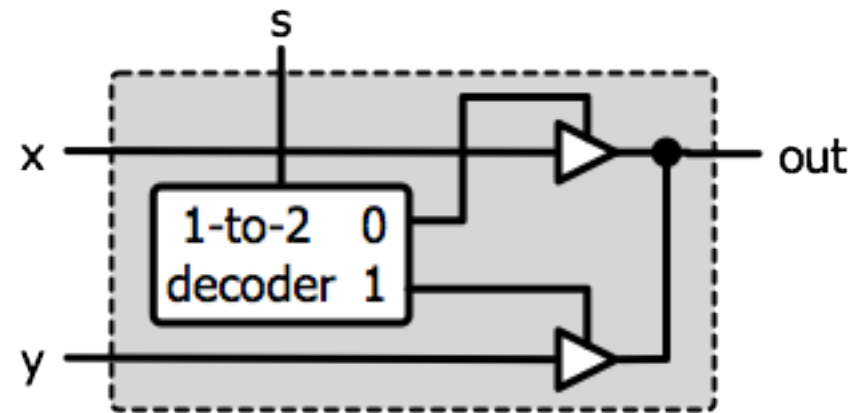 s
x
out
1-to-2 0
decoder 1
y